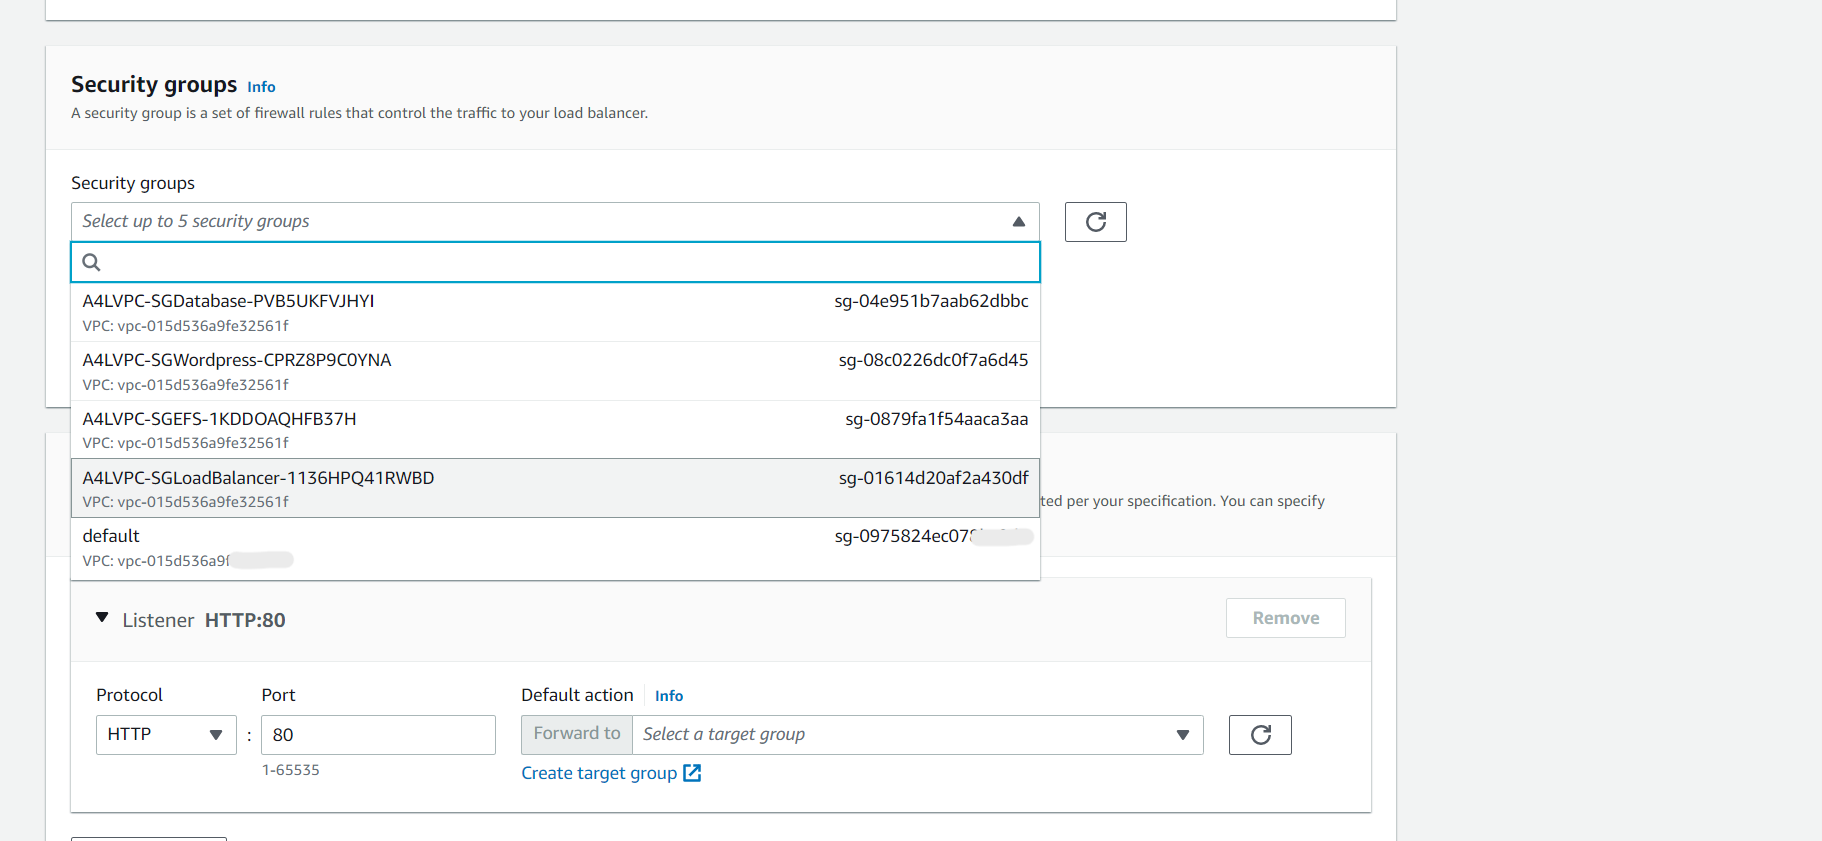 Security groups Info
A security group is a set of firewall rules that control the traffic to your load balancer.
Security groups
Select up to 5 security groups
A4LVPC-SGDatabase-PVB5UKFVJHYI sg-04e951b7aab62dbbc
VPC: vpc-015d536a9fe32561f
A4LVPC-SGWordpress-CPRZ8P9C0YNA sg-08c0226dc0f7a6d45
VPC: vpc-015d536a9fe32561f
A4LVPC-SGEFS-1KDDOAQHFB37H sg-0879fa1f54aaca3aa
VPC: vpc-015d536a9fe32561f
A4LVPC-SGLoadBalancer-1136HPQ41RWBD sg-01614d20af2a430df
VPC: vpc-015d536a9fe32561f
ted per your specification. You can specify
default sg-0975824ec07
VPC: vpc-015d536a9f
Listener HTTP:80 Remove
Protocol Port Default action Info
HTTP : 80 Forward to Select a target group
1-65535
Create target group